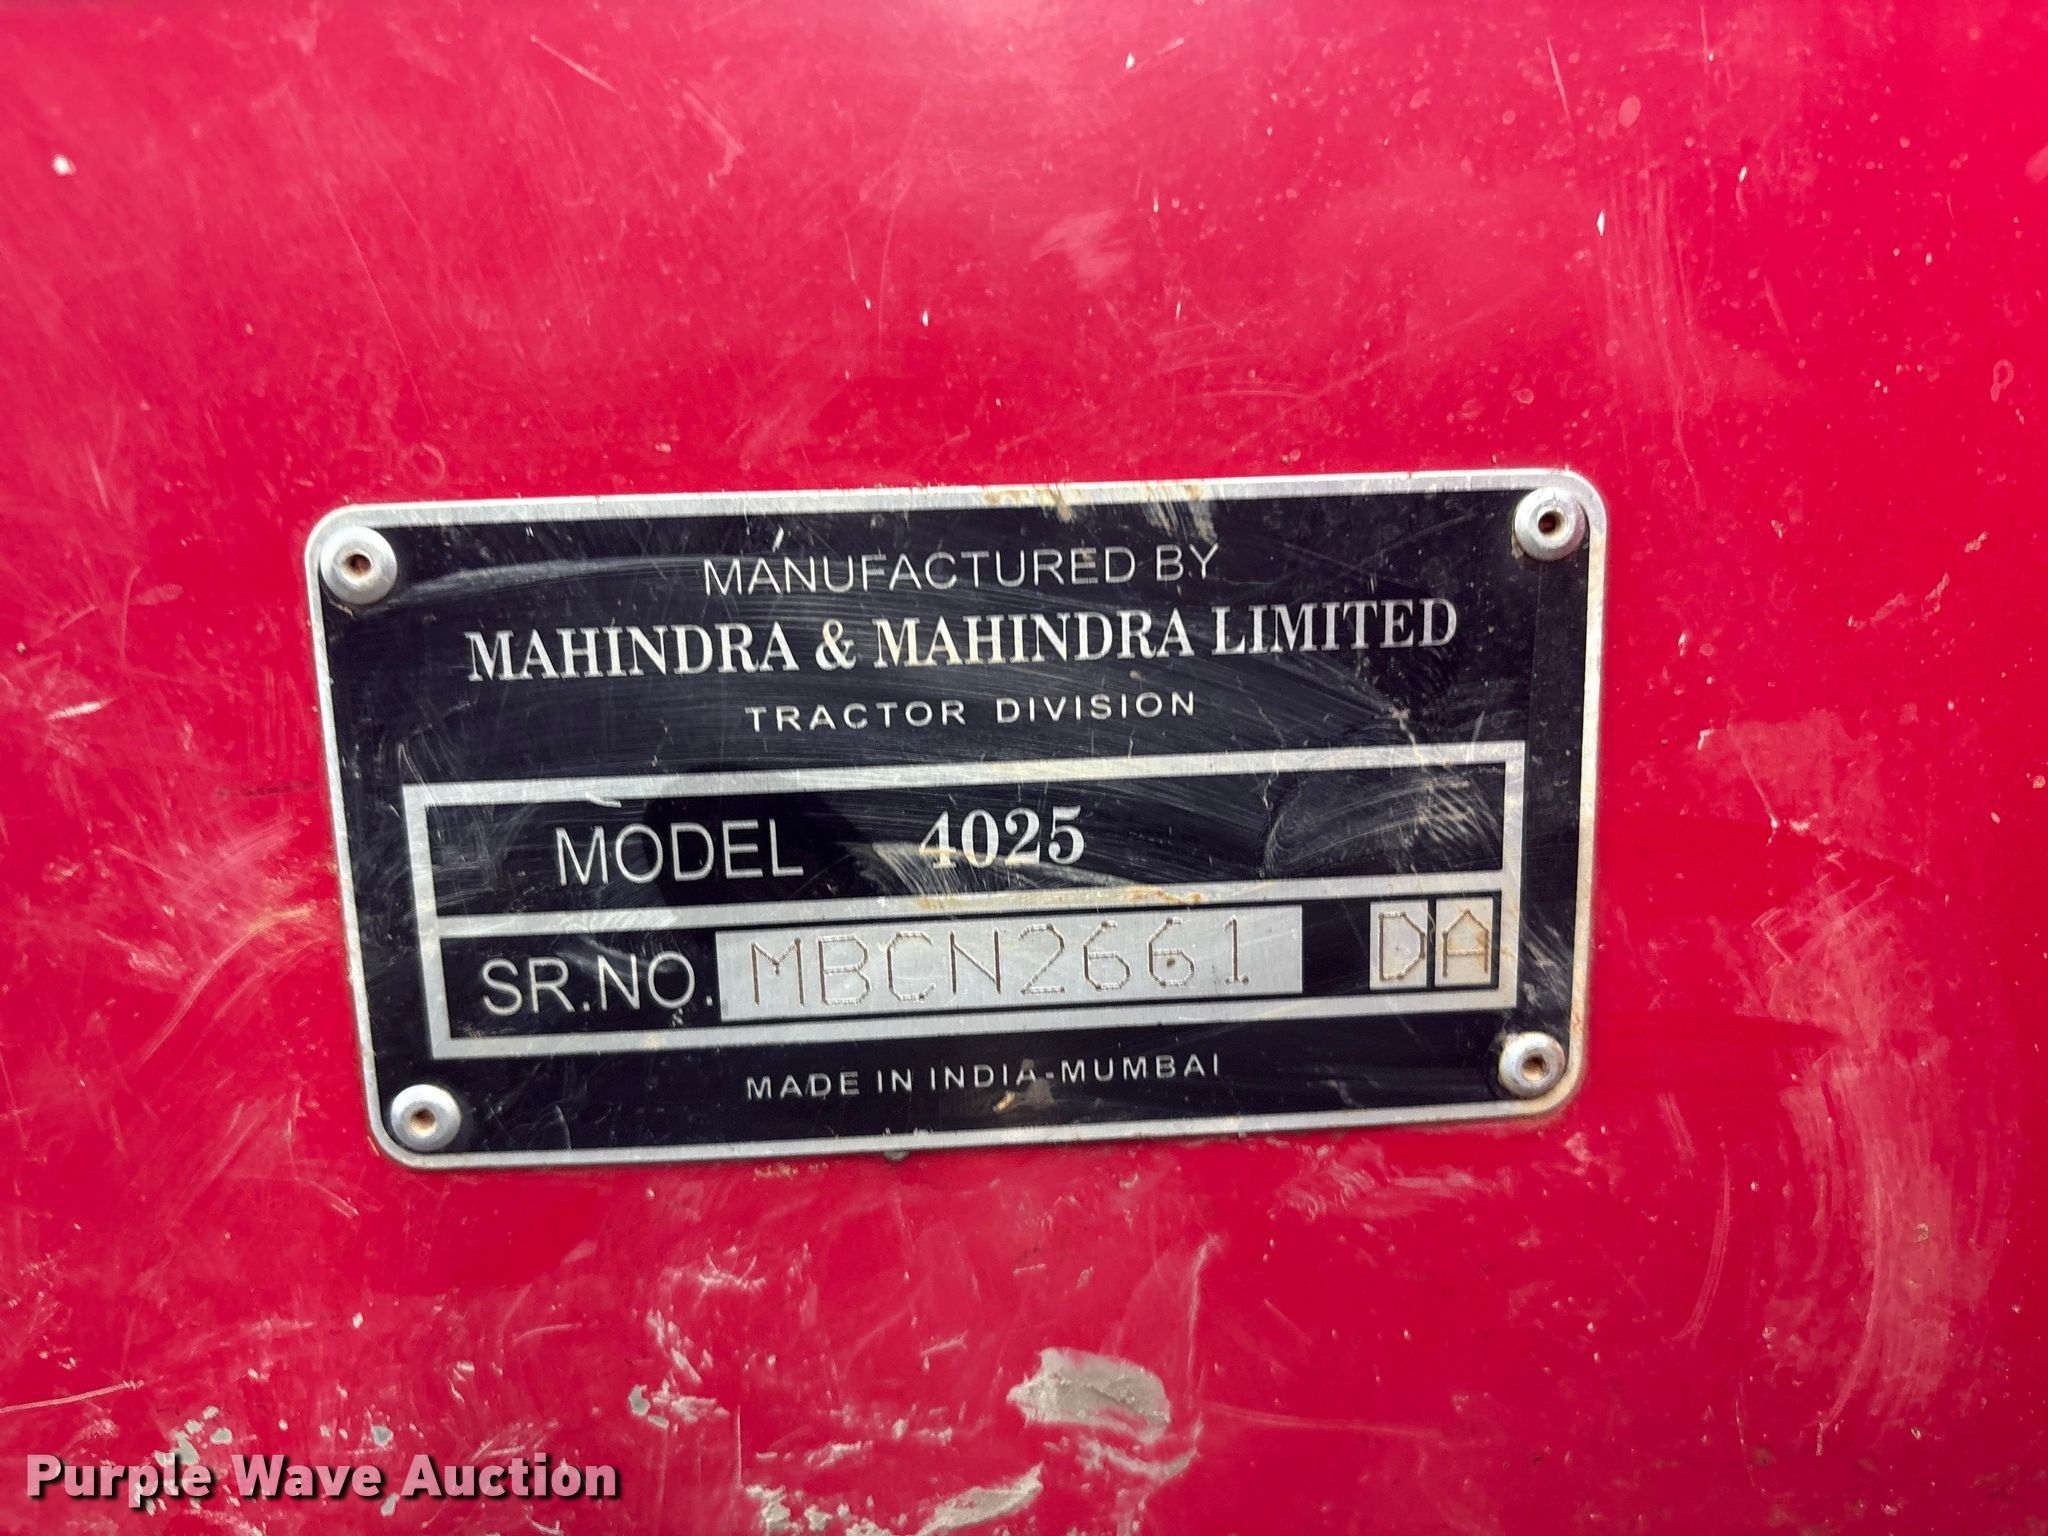 MANUFACTURED BY
MAHINDRA & MAHINDRA LIMITED
TRACTOR DIVISION
MODEL 4025
SR.NO. MBCN2661 DA
MADE IN INDIA-MUMBAI
Purple Wave Auction